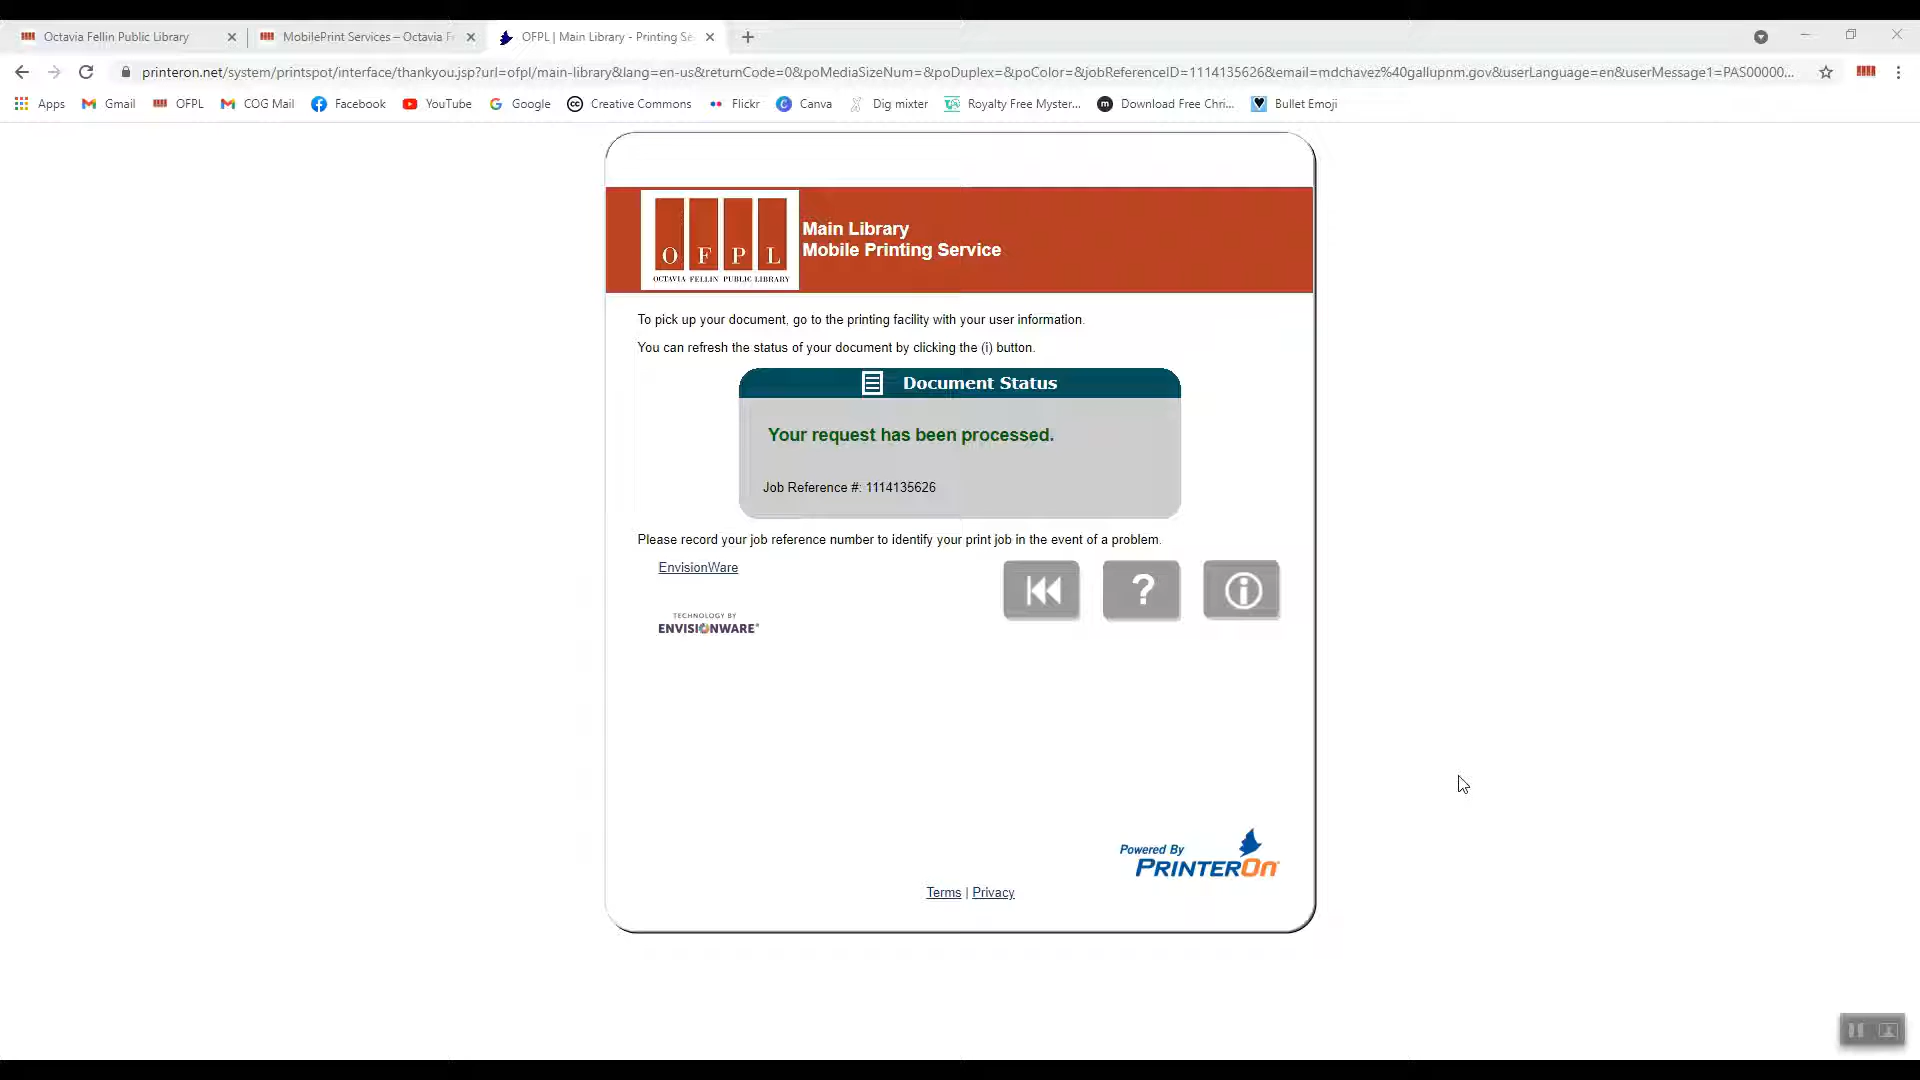 Octavia Fellin Public Library
MobilePrint Services – Octavia F
OFPL | Main Library - Printing Se
printeron.net/system/printspot/interface/thankyou.jsp?url=ofpl/main-library&lang=en-us&returnCode=0&poMediaSizeNum=&poDuplex=&poColor=&jobReferenceID=1114135626&email=mdchavez%40gallupnm.gov&userLanguage=en&userMessage1=PAS00000...
Apps Gmail OFPL COG Mail Facebook YouTube Google Creative Commons Flickr Canva Dig mixter Royalty Free Myster... Download Free Chri... Bullet Emoji
O F P L
OCTAVIA FELLIN PUBLIC LIBRARY
Main Library
Mobile Printing Service
To pick up your document, go to the printing facility with your user information.
You can refresh the status of your document by clicking the (i) button.
Document Status
Your request has been processed.
Job Reference #: 1114135626
Please record your job reference number to identify your print job in the event of a problem.
EnvisionWare
TECHNOLOGY BY
ENVISIONWARE®
Powered By
PRINTEROn
Terms | Privacy